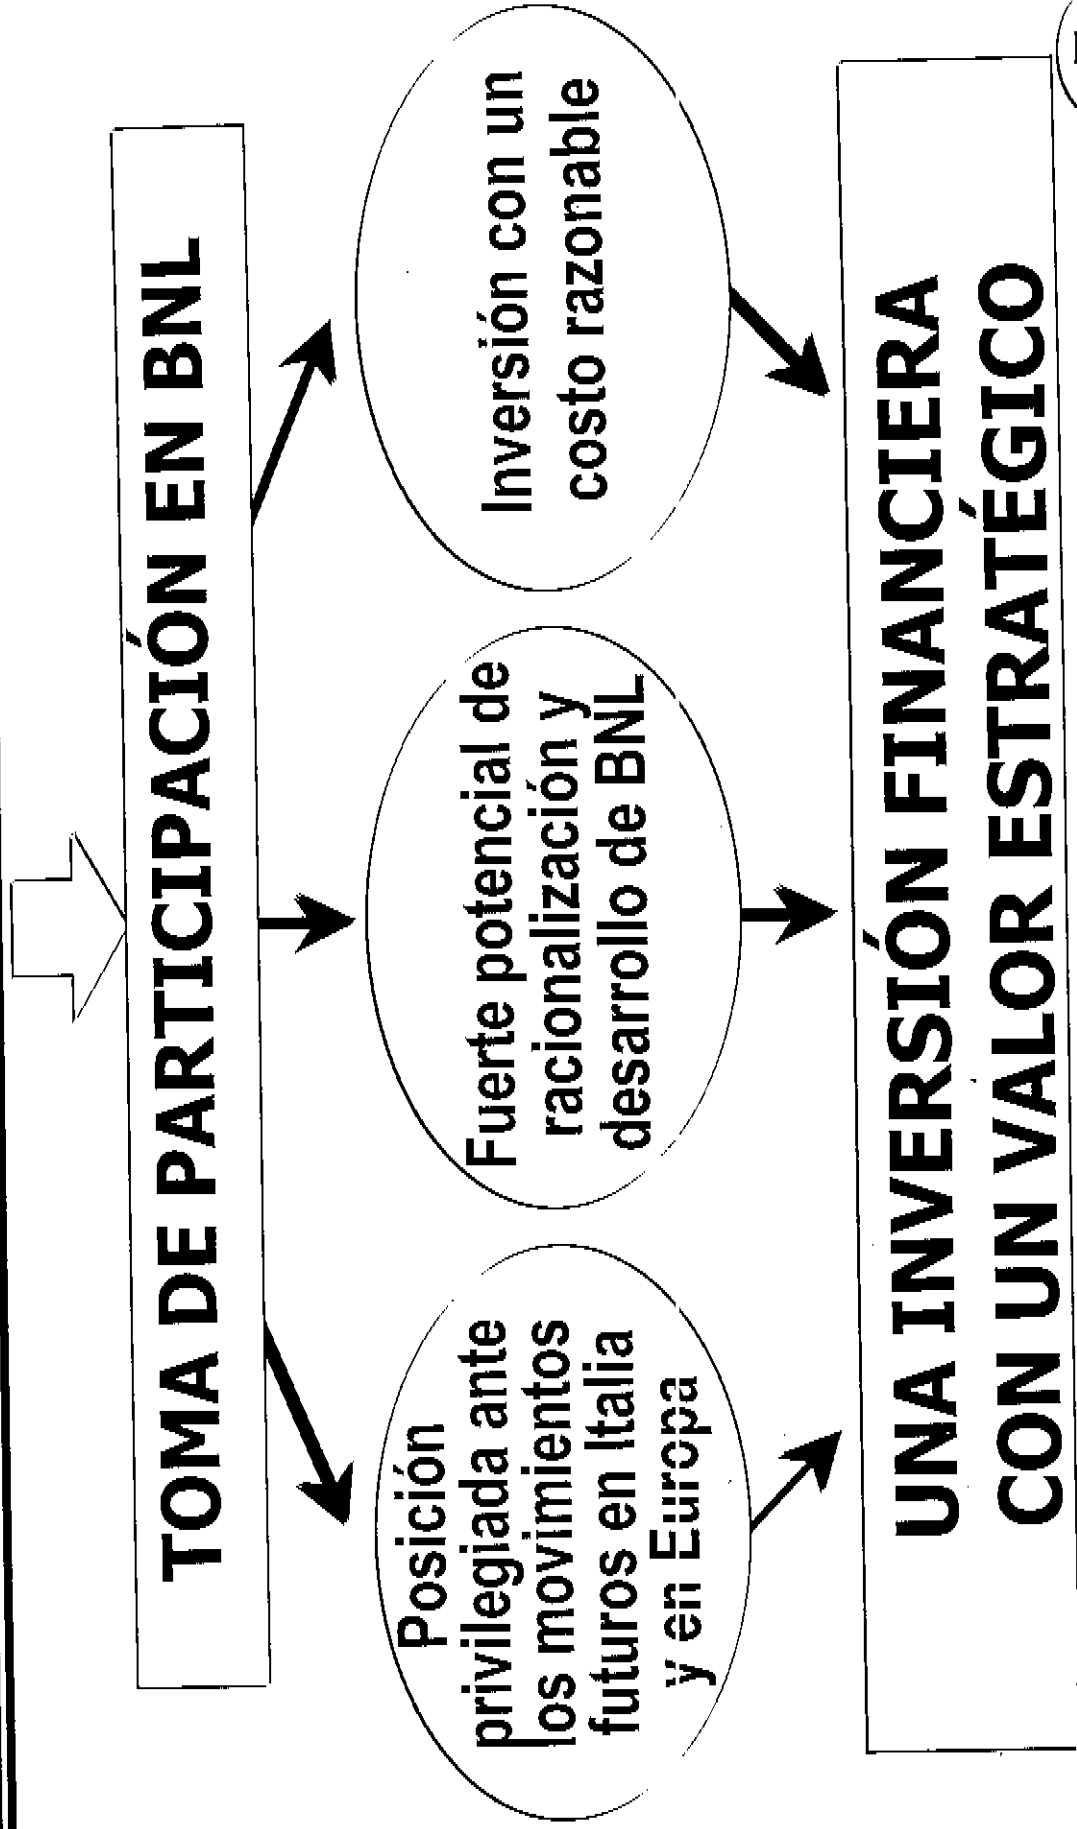 TOMA DE PARTICIPACIÓN EN BNL
Posición
privilegiada ante
los movimientos
futuros en Italia
y en Europa
Fuerte potencial de
racionalización y
desarrollo de BNL
Inversión con un
costo razonable
UNA INVERSIÓN FINANCIERA
CON UN VALOR ESTRATÉGICO